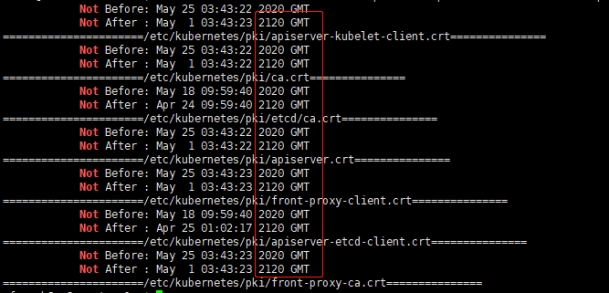 Not Before: May 25 03:43:22 2020 GMT
Not After : May  1 03:43:23 2120 GMT
======================/etc/kubernetes/pki/apiserver-kubelet-client.crt===============
Not Before: May 25 03:43:22 2020 GMT
Not After : May  1 03:43:22 2120 GMT
======================/etc/kubernetes/pki/ca.crt===============
Not Before: May 18 09:59:40 2020 GMT
Not After : Apr 24 09:59:40 2120 GMT
======================/etc/kubernetes/pki/etcd/ca.crt===============
Not Before: May 25 03:43:22 2020 GMT
Not After : May  1 03:43:22 2120 GMT
======================/etc/kubernetes/pki/apiserver.crt===============
Not Before: May 25 03:43:23 2020 GMT
Not After : May  1 03:43:23 2120 GMT
======================/etc/kubernetes/pki/front-proxy-client.crt===============
Not Before: May 18 09:59:40 2020 GMT
Not After : Apr 25 01:02:17 2120 GMT
======================/etc/kubernetes/pki/apiserver-etcd-client.crt===============
Not Before: May 25 03:43:23 2020 GMT
Not After : May  1 03:43:23 2120 GMT
======================/etc/kubernetes/pki/front-proxy-ca.crt===============